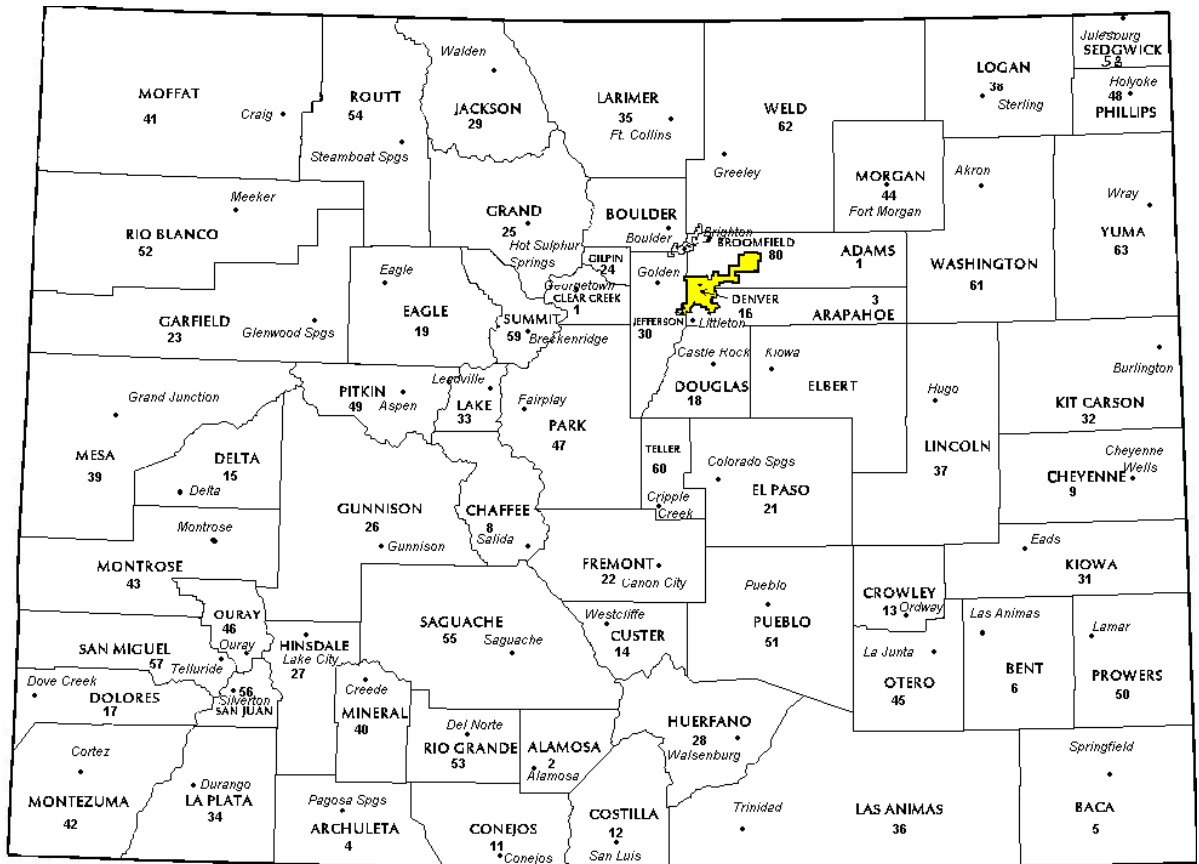 MOFFAT
41
Craig
ROUTT
54
Steamboat Spgs
Walden
JACKSON
29
LARIMER
35
Ft. Collins
WELD
62
Greeley
LOGAN
38
Sterling
Julesburg
SEDGWICK
58
Holyoke
48
PHILLIPS
MORGAN
44
Fort Morgan
Akron
WASHINGTON
61
Wray
YUMA
63
Meeker
RIO BLANCO
52
GRAND
25
Hot Sulphur
Springs
BOULDER
Boulder
Brighton
BROOMFIELD
80
ADAMS
1
GILPIN
24
Golden
Georgetown
CLEAR CREEK
1
DENVER
16
3
ARAPAHOE
JEFFERSON
30
Littleton
Eagle
EAGLE
19
SUMMIT
59
Breckenridge
GARFIELD
23
Glenwood Spgs
Castle Rock
DOUGLAS
18
Kiowa
ELBERT
Hugo
LINCOLN
37
Burlington
KIT CARSON
32
Grand Junction
MESA
39
PITKIN
49
Aspen
Leadville
LAKE
33
Fairplay
PARK
47
TELLER
60
Cripple
Creek
Colorado Spgs
EL PASO
21
Cheyenne
Wells
CHEYENNE
9
DELTA
15
Delta
GUNNISON
26
Gunnison
CHAFFEE
8
Salida
Montrose
MONTROSE
43
FREMONT
22
Canon City
Pueblo
PUEBLO
51
CROWLEY
13
Ordway
Eads
KIOWA
31
OURAY
46
Ouray
SAN MIGUEL
57
Telluride
HINSDALE
Lake City
27
SAGUACHE
55
Saguache
Westcliffe
CUSTER
14
La Junta
OTERO
45
Las Animas
BENT
6
Lamar
PROWERS
50
Dove Creek
DOLORES
17
56
Silverton
SAN JUAN
Creede
MINERAL
40
Del Norte
RIO GRANDE
53
ALAMOSA
2
Alamosa
HUERFANO
28
Walsenburg
Cortez
MONTEZUMA
42
Durango
LA PLATA
34
Pagosa Spgs
ARCHULETA
4
CONEJOS
11
Conejos
COSTILLA
12
San Luis
Trinidad
LAS ANIMAS
36
Springfield
BACA
5